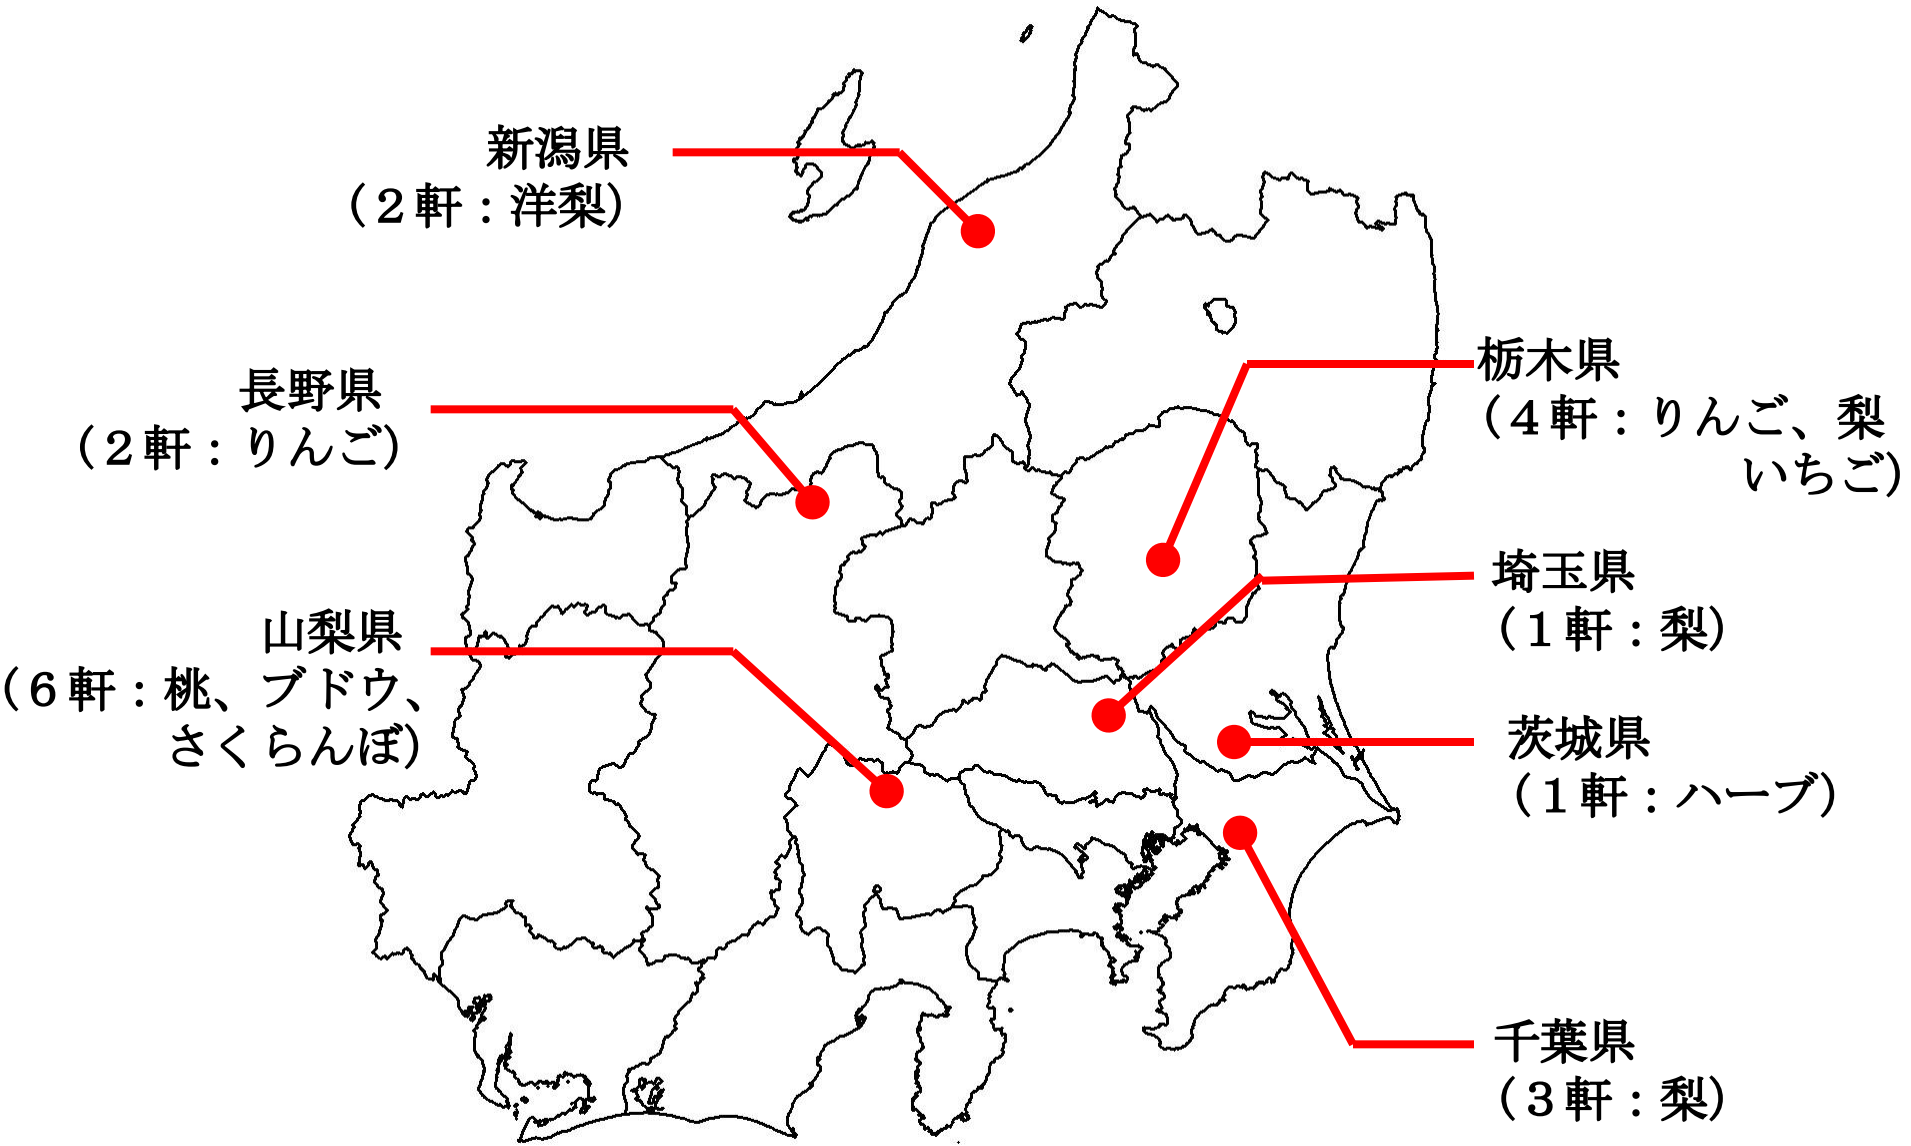 新潟県
（２軒：洋梨）
長野県
（２軒：りんご）
山梨県
（６軒：桃、ブドウ、
さくらんぼ）
栃木県
（４軒：りんご、梨
いちご）
埼玉県
（１軒：梨）
茨城県
（１軒：ハーブ）
千葉県
（３軒：梨）